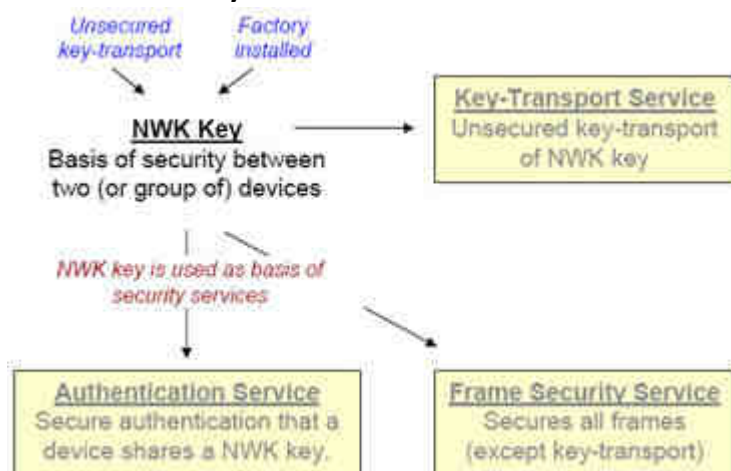 Unsecured
key-transport
Factory
installed
NWK Key
Basis of security between
two (or group of) devices
Key-Transport Service
Unsecured key-transport
of NWK key
NWK key is used as basis of
security services
Authentication Service
Secure authentication that a
device shares a NWK key.
Frame Security Service
Secures all frames
(except key-transport)